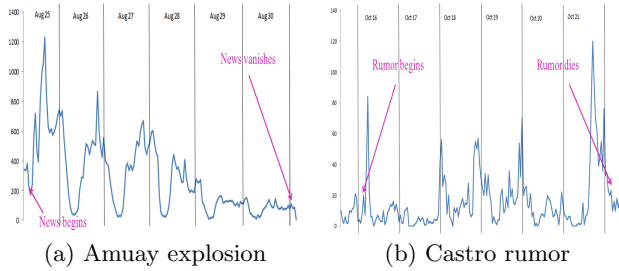 Aug 25 Aug 26 Aug 27 Aug 28 Aug 29 Aug 30
1400
1200
1000
800
600
400
200
0
News vanishes
News begins
(a) Amuay explosion
Oct 16 Oct 17 Oct 18 Oct 19 Oct 20 Oct 21
140
120
100
80
60
40
20
0
Rumor begins
Rumor dies
(b) Castro rumor